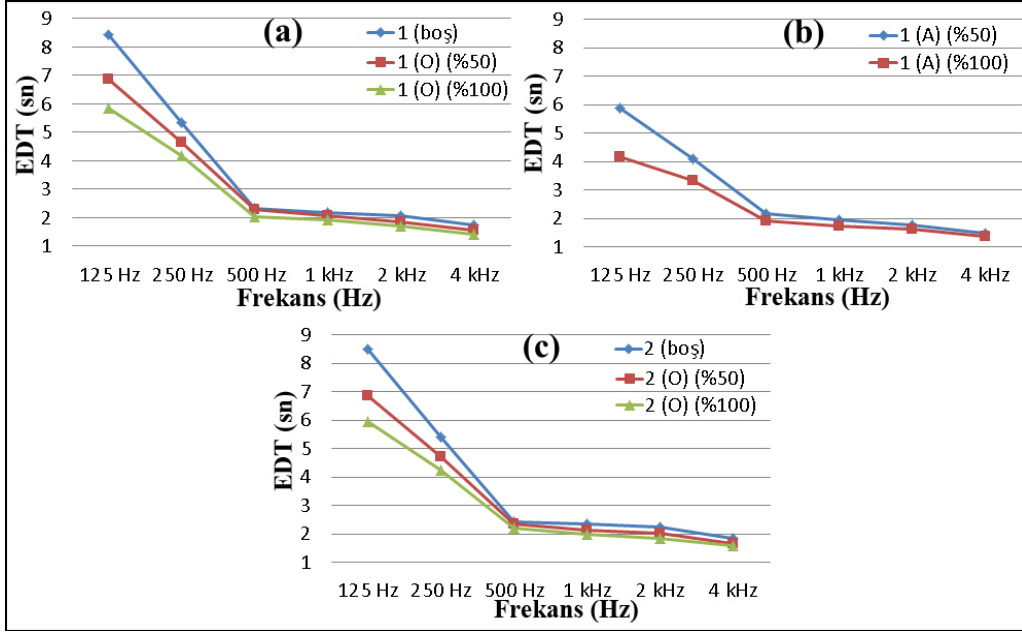 (a)
1 (boş)
1 (O) (%50)
1 (O) (%100)
EDT (sn)
9
8
7
6
5
4
3
2
1
125 Hz 250 Hz 500 Hz 1 kHz 2 kHz 4 kHz
Frekans (Hz)
(b)
1 (A) (%50)
1 (A) (%100)
EDT (sn)
9
8
7
6
5
4
3
2
1
125 Hz 250 Hz 500 Hz 1 kHz 2 kHz 4 kHz
Frekans (Hz)
(c)
2 (boş)
2 (O) (%50)
2 (O) (%100)
EDT (sn)
9
8
7
6
5
4
3
2
1
125 Hz 250 Hz 500 Hz 1 kHz 2 kHz 4 kHz
Frekans (Hz)